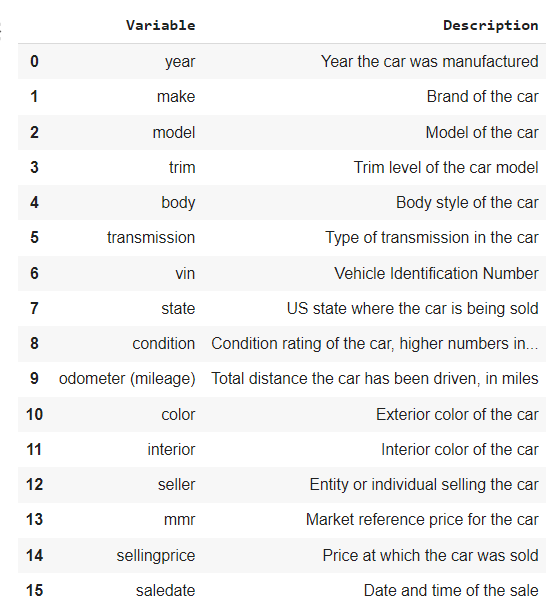 Variable Description
0 year Year the car was manufactured
1 make Brand of the car
2 model Model of the car
3 trim Trim level of the car model
4 body Body style of the car
5 transmission Type of transmission in the car
6 vin Vehicle Identification Number
7 state US state where the car is being sold
8 condition Condition rating of the car, higher numbers in...
9 odometer (mileage) Total distance the car has been driven, in miles
10 color Exterior color of the car
11 interior Interior color of the car
12 seller Entity or individual selling the car
13 mmr Market reference price for the car
14 sellingprice Price at which the car was sold
15 saledate Date and time of the sale